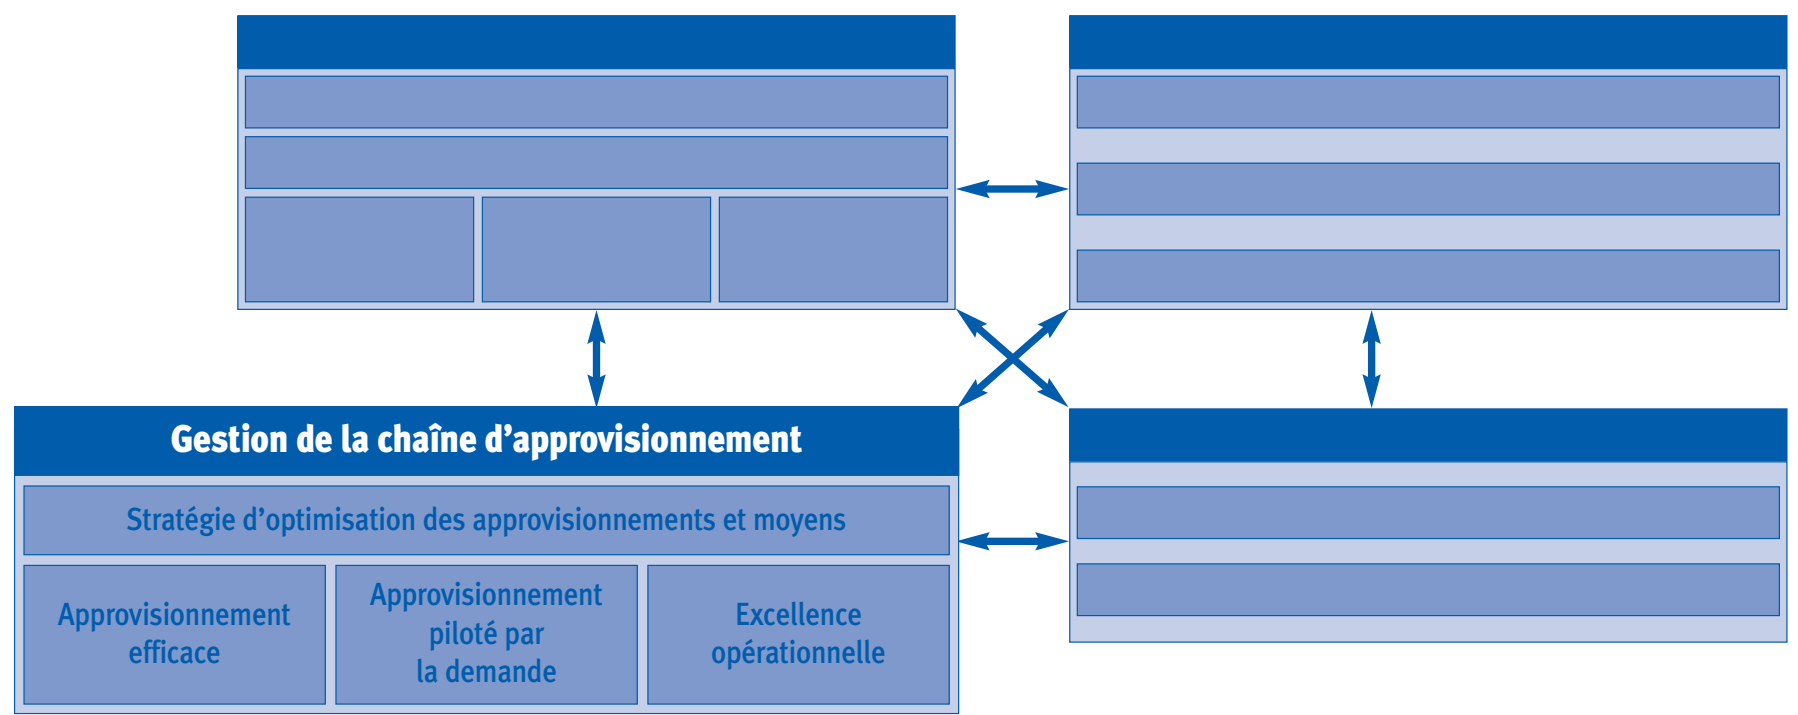 Gestion de la chaîne d’approvisionnement
Stratégie d’optimisation des approvisionnements et moyens
Approvisionnement
efficace
Approvisionnement
piloté par
la demande
Excellence
opérationnelle